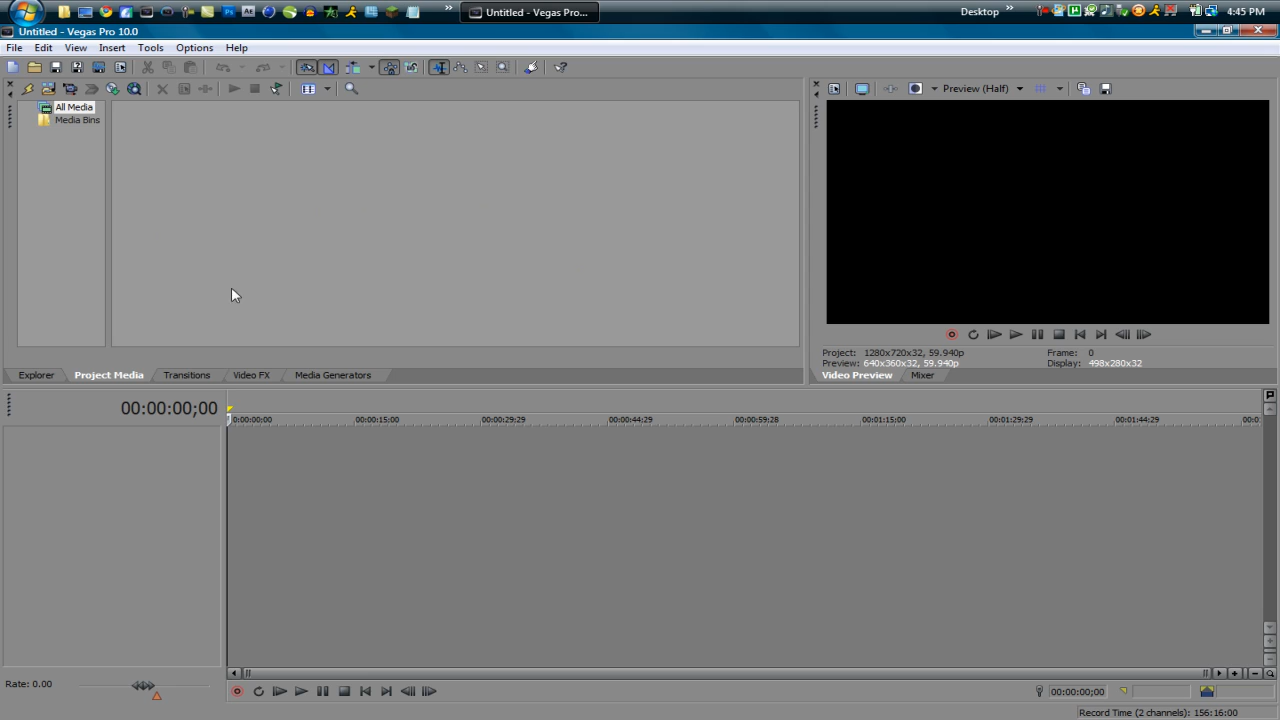 Untitled - Vegas Pro...
Desktop
4:45 PM
Untitled - Vegas Pro 10.0
File Edit View Insert Tools Options Help
Preview (Half)
All Media
Media Bins
Project: 1280x720x32, 59.940p
Frame: 0
Preview: 640x360x32, 59.940p
Display: 498x280x32
Explorer Project Media Transitions Video FX Media Generators
Video Preview Mixer
00:00:00;00
0:00:00:00 00:00:15;00 00:00:29;29 00:00:44;29 00:00:59;28 00:01:15;00 00:01:29;29 00:01:44;29 00:0
Rate: 0.00
00:00:00;00
Record Time (2 channels): 156:16:00